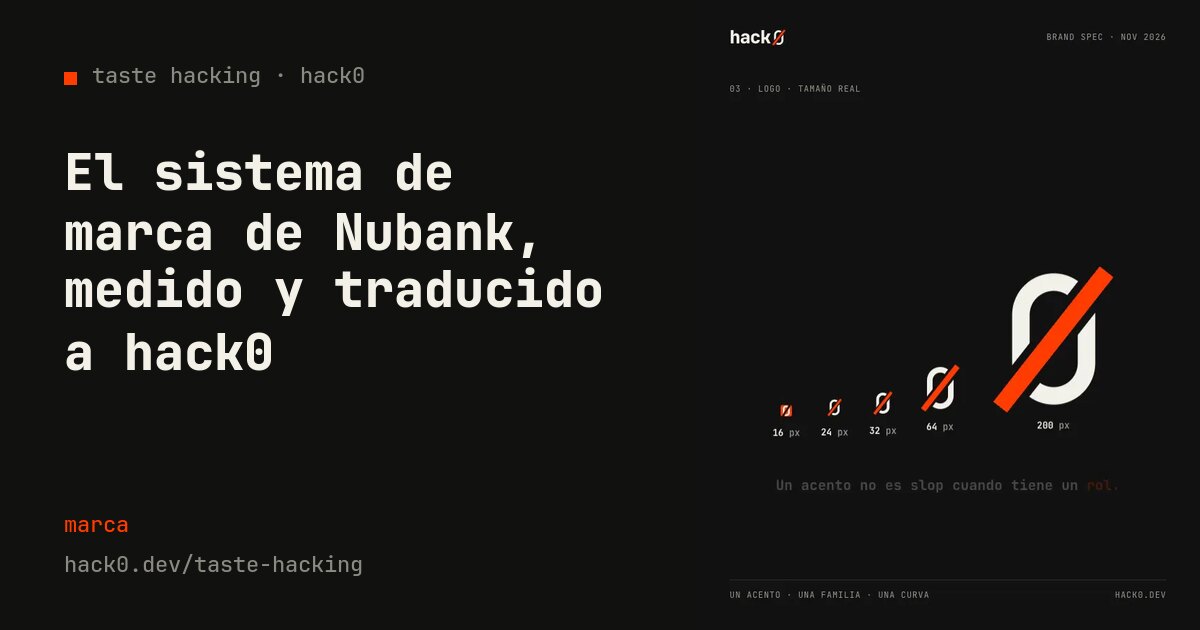 taste hacking · hack0
El sistema de
marca de Nubank,
medido y traducido
a hack0
marca
hack0.dev/taste-hacking
hack0
BRAND SPEC · NOV 2026
03 · LOGO · TAMAÑO REAL
16 px
24 px
32 px
64 px
200 px
Un acento no es slop cuando tiene un rol.
UN ACENTO · UNA FAMILIA · UNA CURVA
HACK0.DEV